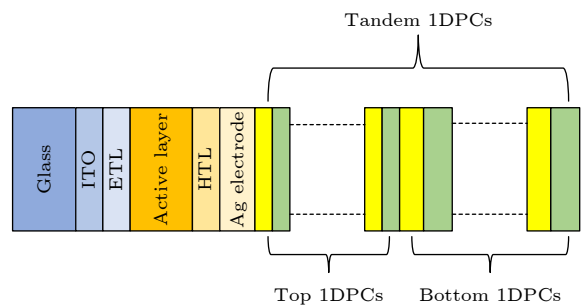 Tandem 1DPCs
Glass
ITO
ETL
Active layer
HTL
Ag electrode
Top 1DPCs
Bottom 1DPCs